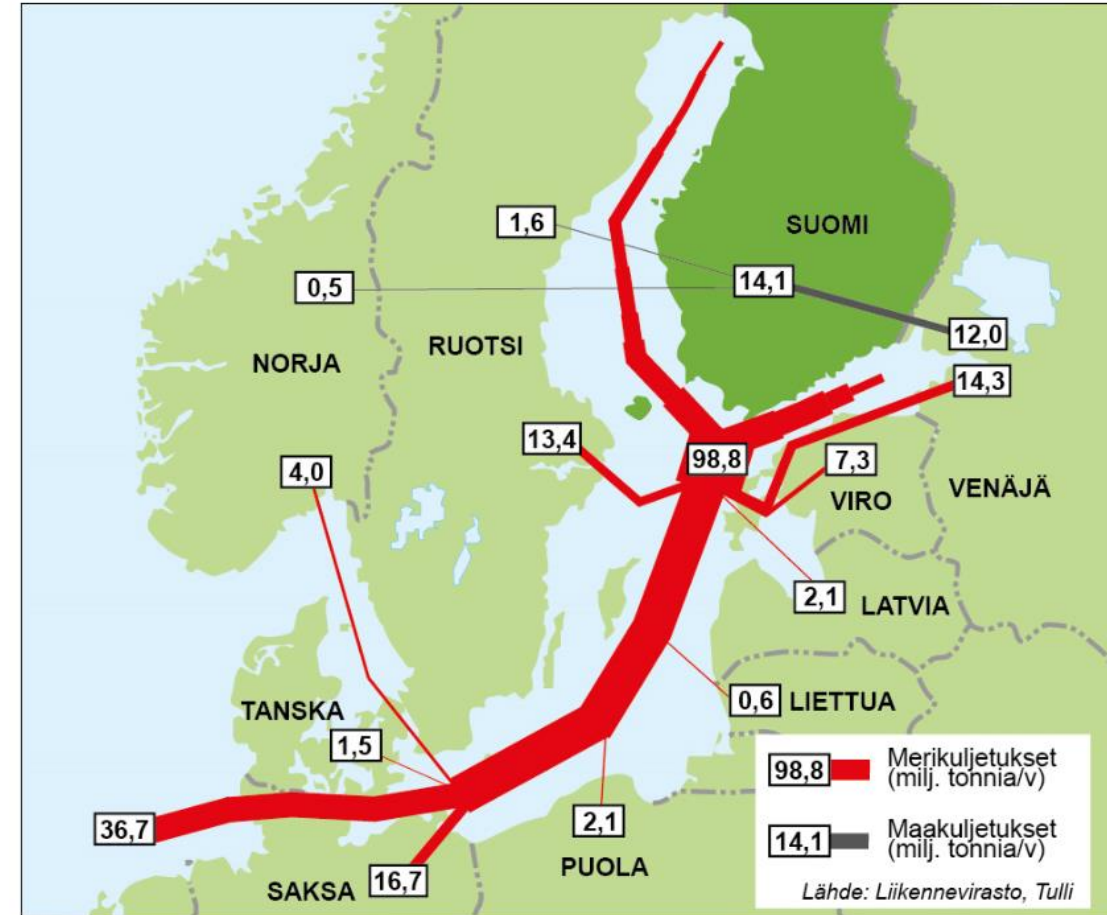 1,6
SUOMI
14,1
0,5
RUOTSI
NORJA
12,0
14,3
13,4
98,8
7,3
4,0
VIRO
VENÄJÄ
2,1
LATVIA
TANSKA
0,6
LIETTUA
1,5
36,7
2,1
PUOLA
SAKSA
16,7
98,8
Merikuljetukset
(milj. tonnia/v)
14,1
Maakuljetukset
(milj. tonnia/v)
Lähde: Liikennevirasto, Tulli